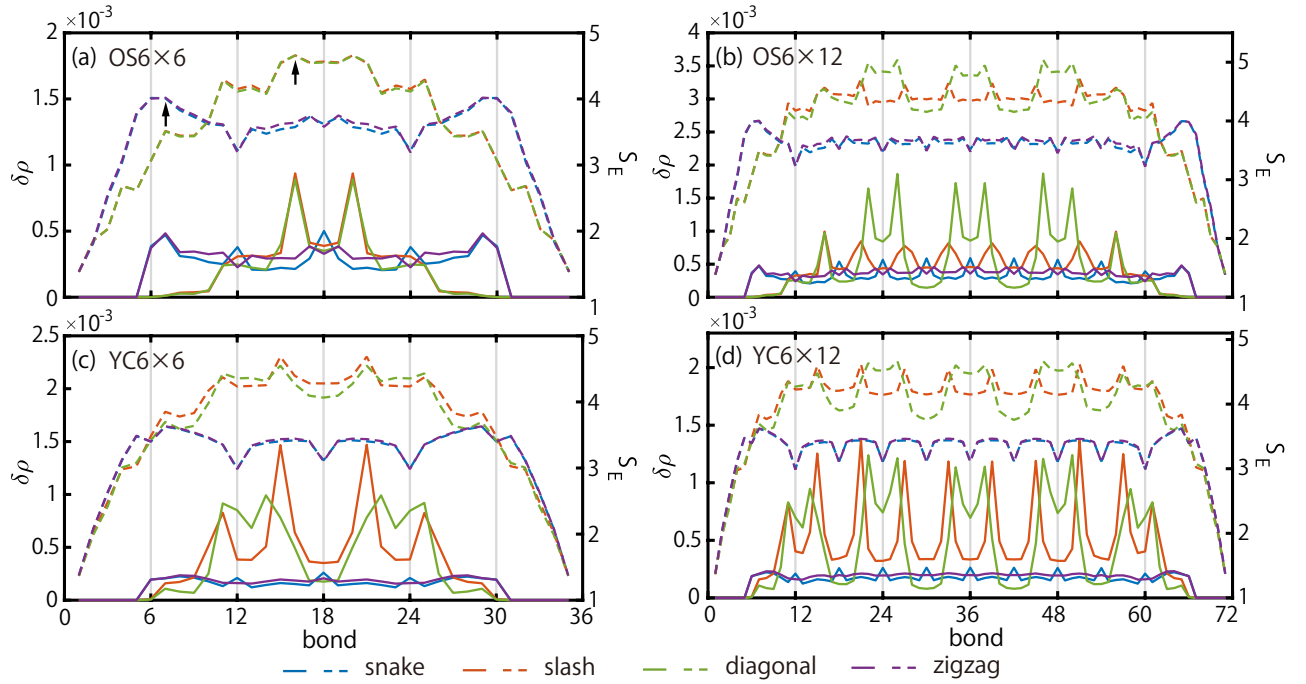 ×10⁻³
(a) OS6×6
2
1.5
1
0.5
0
δρ
5
4
3
2
1
S_E
×10⁻³
(b) OS6×12
4
3.5
3
2.5
2
1.5
1
0.5
0
δρ
5
4
3
2
1
S_E
×10⁻³
(c) YC6×6
2.5
2
1.5
1
0.5
0
δρ
5
4
3
2
1
S_E
0 6 12 18 24 30 36
bond
×10⁻³
(d) YC6×12
2
1.5
1
0.5
0
δρ
5
4
3
2
1
S_E
0 12 24 36 48 60 72
bond
snake slash diagonal zigzag